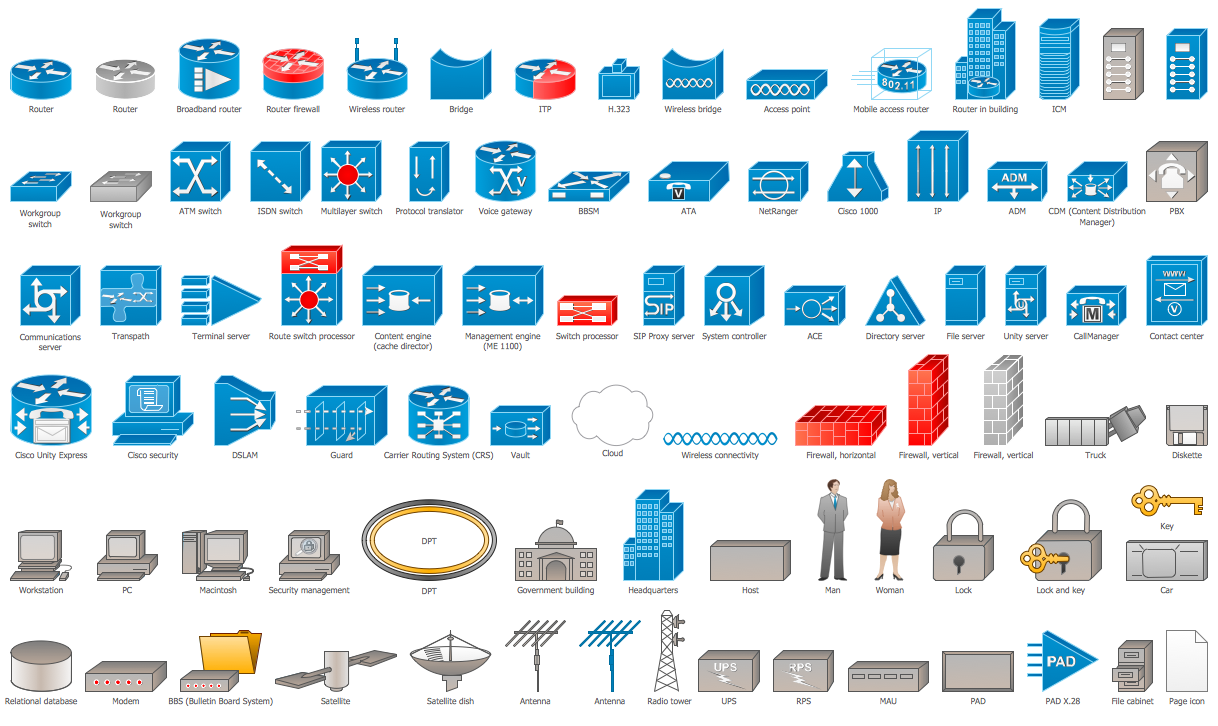 Router
Router
Broadband router
Router firewall
Wireless router
Bridge
ITP
H.323
Wireless bridge
Access point
802.11
Mobile access router
Router in building
ICM
Workgroup
switch
Workgroup
switch
ATM switch
ISDN switch
Multilayer switch
Protocol translator
V
Voice gateway
BBSM
V
ATA
NetRanger
Cisco 1000
IP
ADM
ADM
CDM (Content Distribution
Manager)
PBX
Communications
server
Transpath
Terminal server
Route switch processor
Content engine
(cache director)
Management engine
(ME 1100)
Switch processor
SIP
SIP Proxy server
System controller
ACE
Directory server
File server
Unity server
M
CallManager
WWW
V
Contact center
Cisco Unity Express
Cisco security
DSLAM
Guard
Carrier Routing System (CRS)
Vault
Cloud
Wireless connectivity
Firewall, horizontal
Firewall, vertical
Firewall, vertical
Truck
Diskette
Workstation
PC
Macintosh
Security management
DPT
DPT
Government building
Headquarters
Host
Man
Woman
Lock
Lock and key
Key
Car
Relational database
Modem
BBS (Bulletin Board System)
Satellite
Satellite dish
Antenna
Antenna
Radio tower
UPS
UPS
RPS
RPS
MAU
PAD
PAD
PAD X.28
File cabinet
Page icon